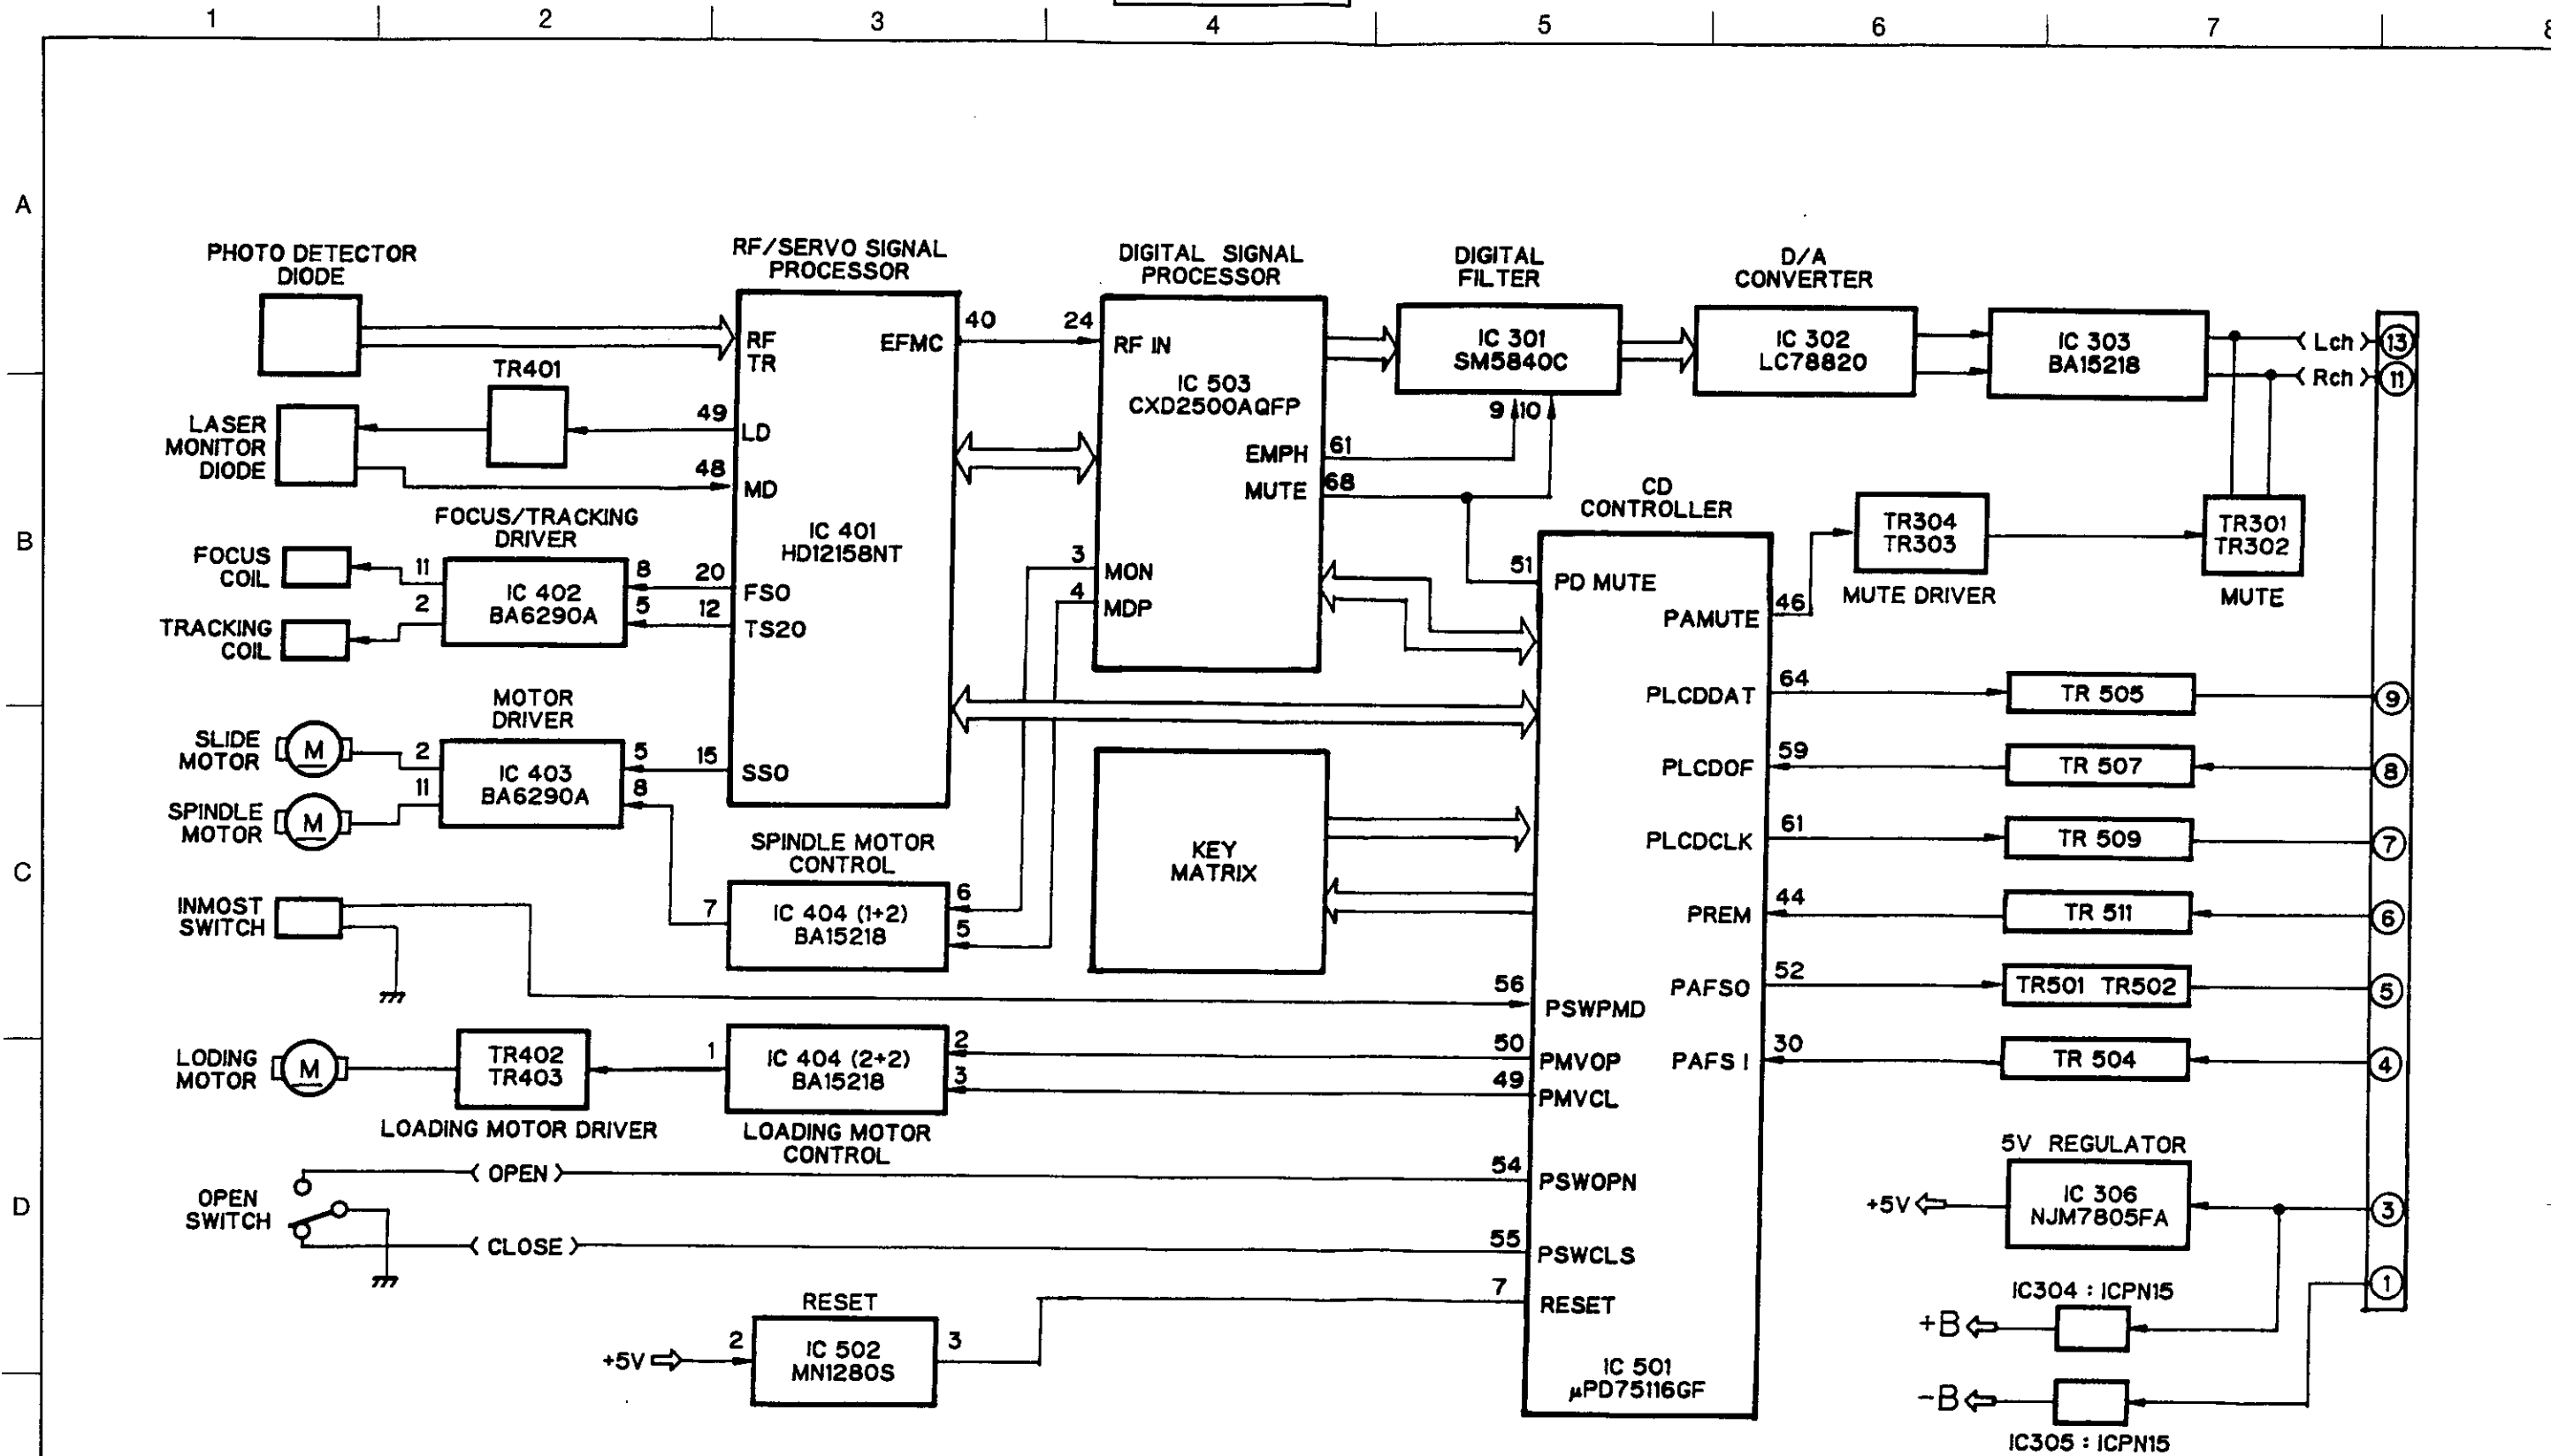 1 2 3 4 5 6 7 8
A
B
C
D
PHOTO DETECTOR
DIODE
RF/SERVO SIGNAL
PROCESSOR
DIGITAL SIGNAL
PROCESSOR
DIGITAL
FILTER
D/A
CONVERTER
RF
TR
EFMC
40
24
RF IN
IC 301
SM5840C
IC 302
LC78820
IC 303
BA15218
Lch
13
Rch
11
TR401
IC 503
CXD2500AQFP
9 10
LASER
MONITOR
DIODE
49
LD
48
MD
EMPH
61
MUTE
68
CD
CONTROLLER
FOCUS/TRACKING
DRIVER
IC 401
HD12158NT
TR304
TR303
MUTE DRIVER
TR301
TR302
MUTE
FOCUS
COIL
11
IC 402
BA6290A
8
20
FSO
2
5
12
TS20
TRACKING
COIL
3
MON
4
MDP
51
PD MUTE
46
PAMUTE
PLCDDAT
64
TR 505
9
MOTOR
DRIVER
SLIDE
MOTOR
M
2
IC 403
BA6290A
5
15
SSO
11
8
SPINDLE
MOTOR
M
PLCDOF
59
TR 507
8
SPINDLE MOTOR
CONTROL
KEY
MATRIX
PLCDCLK
61
TR 509
7
INMOST
SWITCH
7
IC 404 (1+2)
BA15218
6
5
PREM
44
TR 511
6
56
PSWPMD
PAFSO
52
TR501 TR502
5
LODING
MOTOR
M
TR402
TR403
LOADING MOTOR DRIVER
1
IC 404 (2+2)
BA15218
LOADING MOTOR
CONTROL
2
3
50
PMVOP
49
PMVCL
PAFS I
30
TR 504
4
OPEN
SWITCH
OPEN
54
PSWOPN
CLOSE
55
PSWCLS
5V REGULATOR
+5V
IC 306
NJM7805FA
3
RESET
+5V
2
IC 502
MN1280S
3
7
RESET
IC 501
μPD75116GF
IC304 : ICPN15
+B
1
-B
IC305 : ICPN15